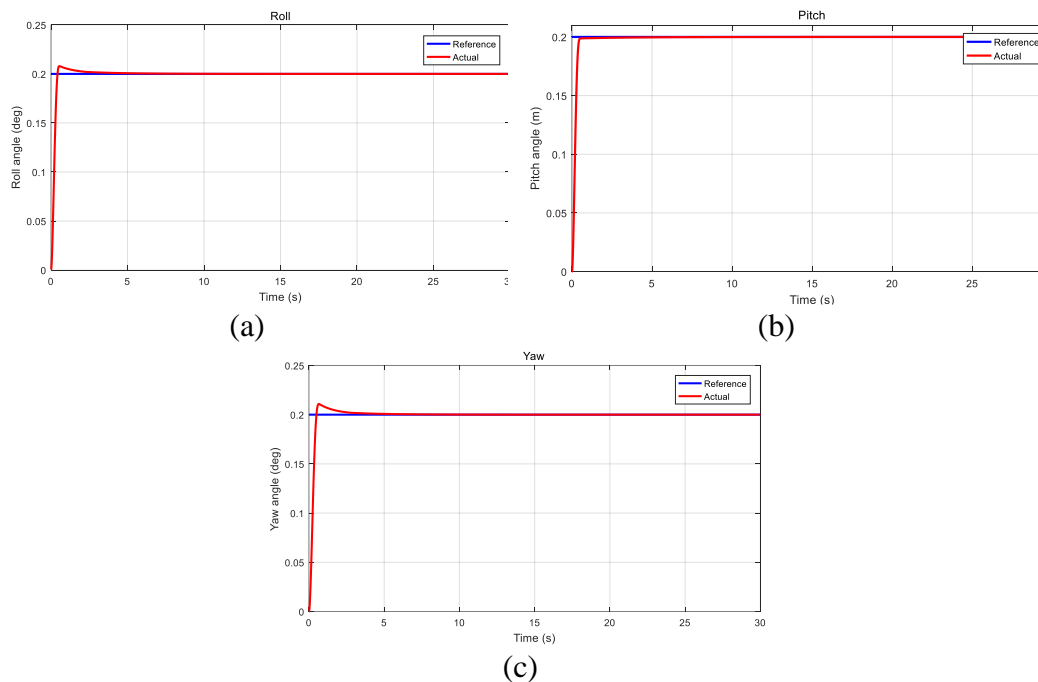 Roll
0.25
0.2
0.15
0.1
0.05
0
Roll angle (deg)
Reference
Actual
0 5 10 15 20 25
Time (s)
(a)
Pitch
0.2
0.15
0.1
0.05
0
Pitch angle (m)
Reference
Actual
0 5 10 15 20 25
Time (s)
(b)
Yaw
0.25
0.2
0.15
0.1
0.05
0
Yaw angle (deg)
Reference
Actual
0 5 10 15 20 25 30
Time (s)
(c)